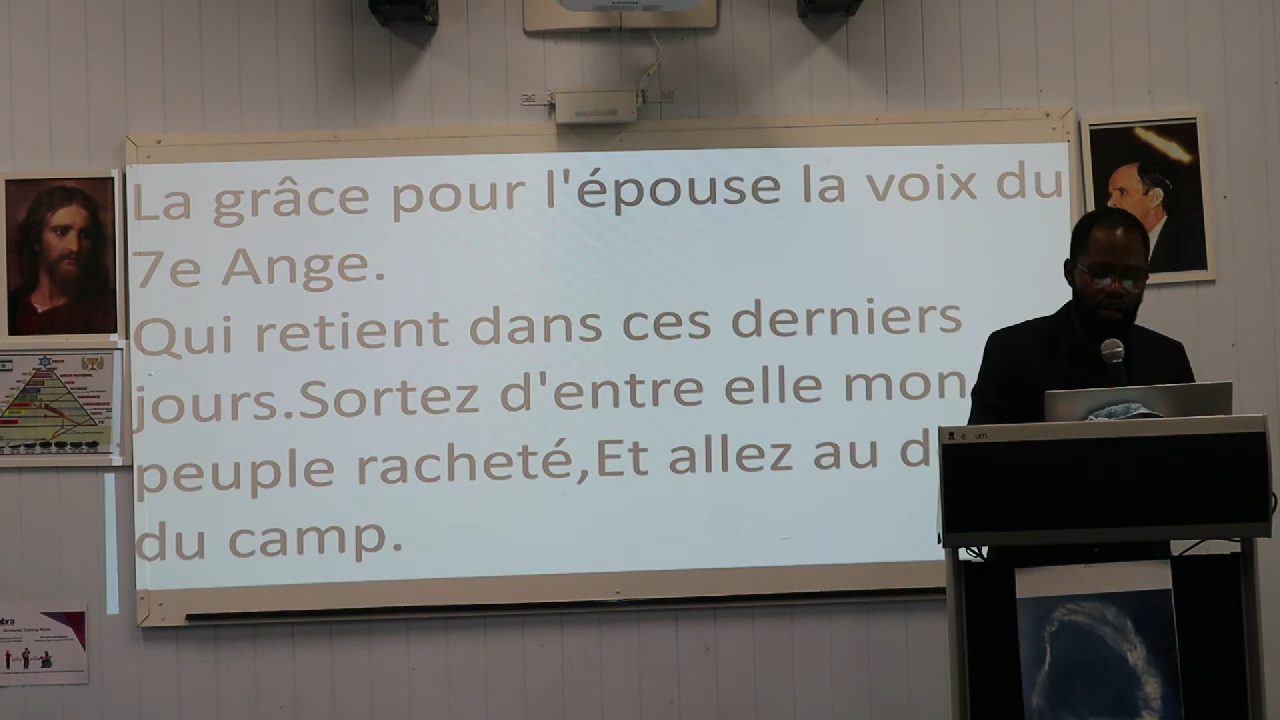 La grâce pour l'épouse la voix du
7e Ange.
Qui retient dans ces derniers
jours.Sortez d'entre elle mon
peuple racheté,Et allez au
du camp.